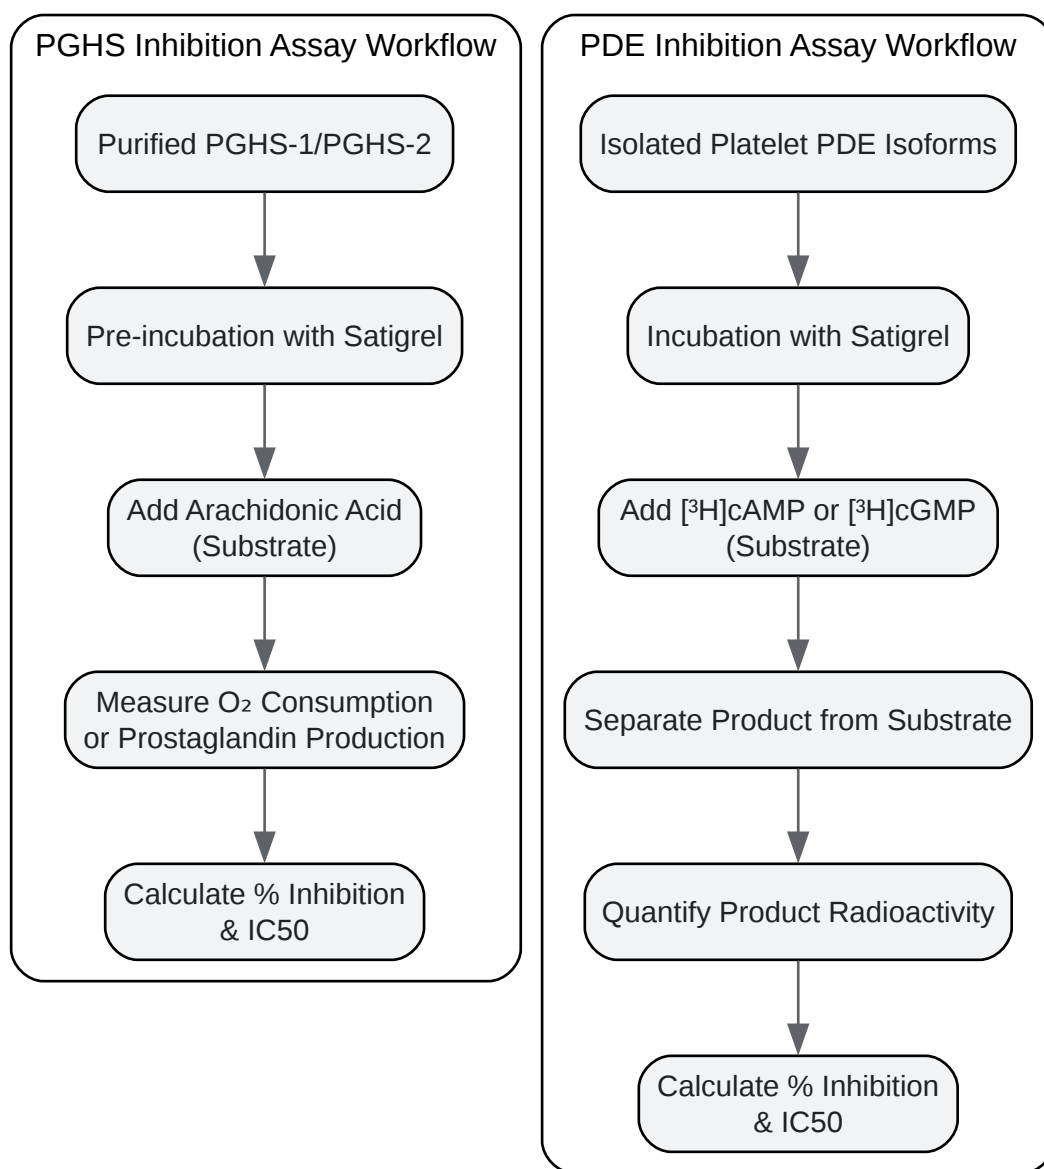 PGHS Inhibition Assay Workflow
Purified PGHS-1/PGHS-2
Pre-incubation with Satigrel
Add Arachidonic Acid
(Substrate)
Measure O₂ Consumption
or Prostaglandin Production
Calculate % Inhibition
& IC50
PDE Inhibition Assay Workflow
Isolated Platelet PDE Isoforms
Incubation with Satigrel
Add [³H]cAMP or [³H]cGMP
(Substrate)
Separate Product from Substrate
Quantify Product Radioactivity
Calculate % Inhibition
& IC50